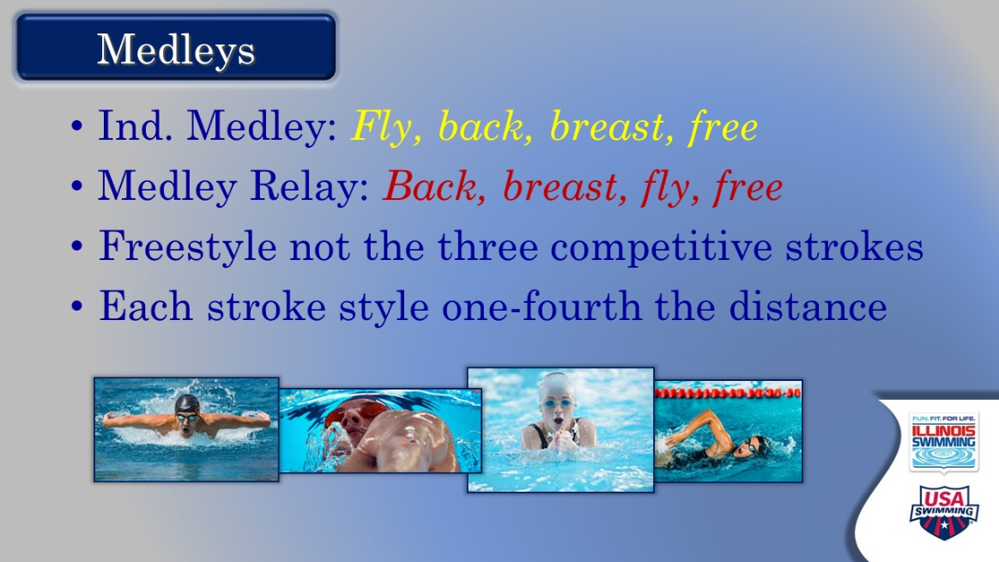 Medleys
• Ind. Medley: Fly, back, breast, free
• Medley Relay: Back, breast, fly, free
• Freestyle not the three competitive strokes
• Each stroke style one-fourth the distance
FUN. FIT. FOR LIFE.
ILLINOIS
SWIMMING
USA
SWIMMING